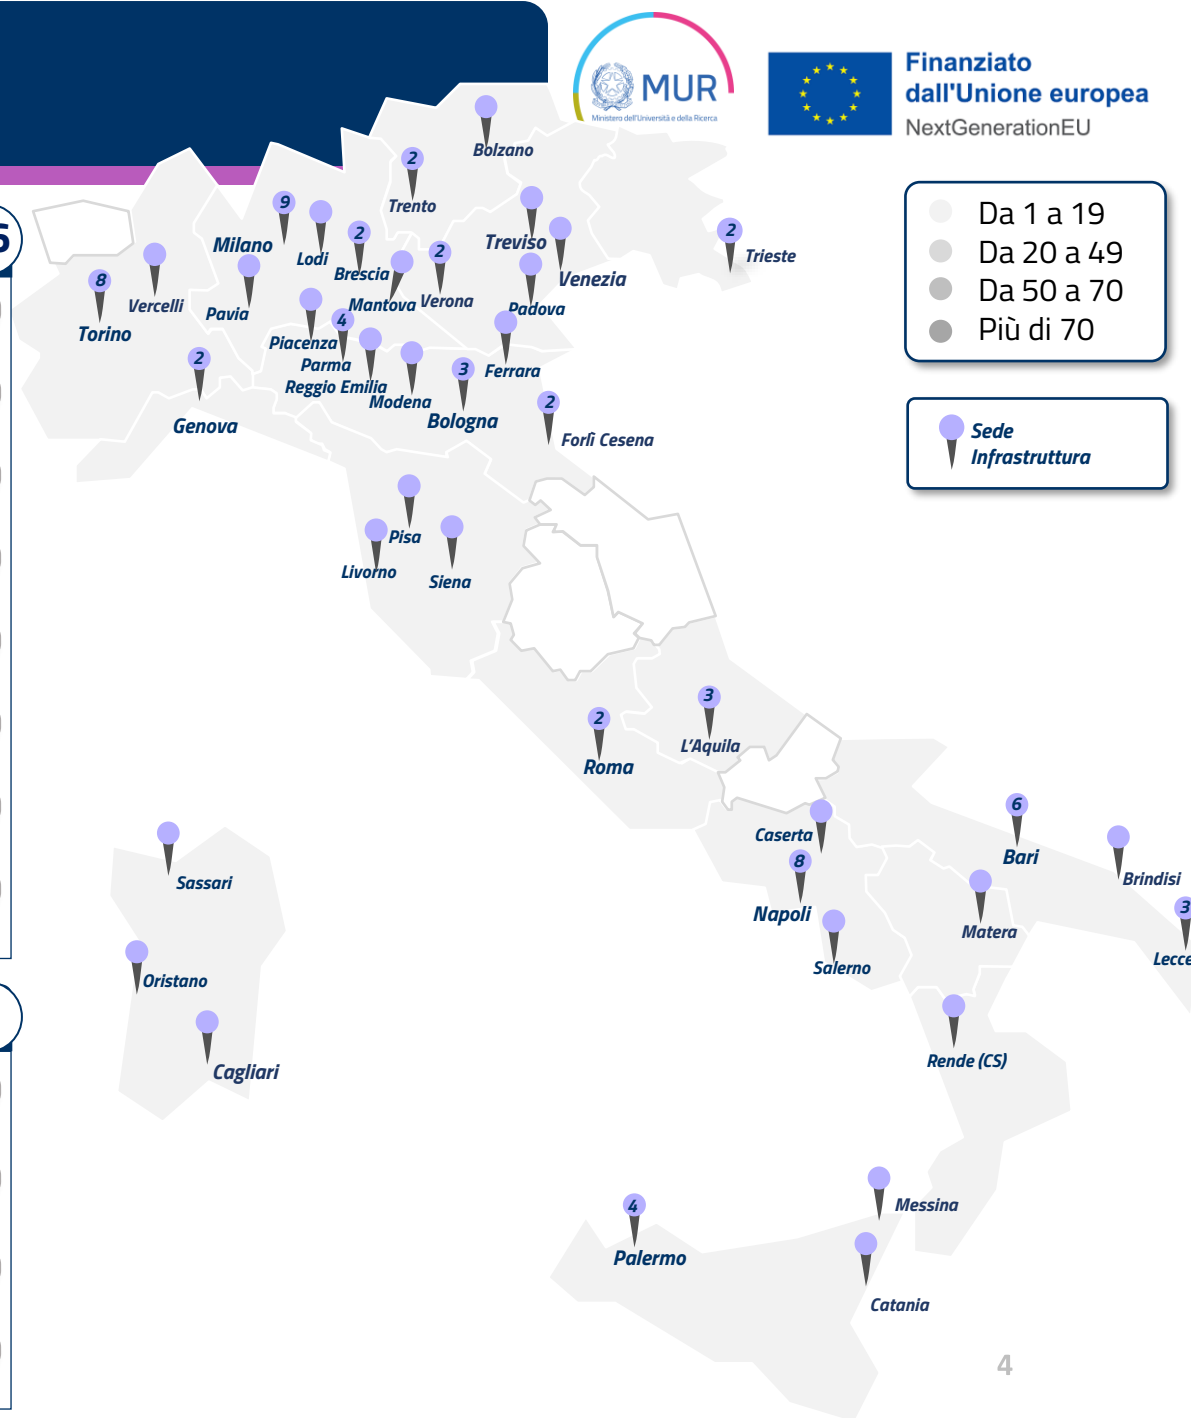 MUR
Ministero dell'Università e della Ricerca
Finanziato
dall'Unione europea
NextGenerationEU
Da 1 a 19
Da 20 a 49
Da 50 a 70
Più di 70
Sede
Infrastruttura
Bolzano
2
Trento
9
Milano
Lodi
2
Brescia
Mantova
2
Verona
Treviso
Venezia
Padova
2
Trieste
8
Torino
Vercelli
Pavia
Piacenza
4
Parma
Reggio Emilia
Modena
3
Bologna
Ferrara
2
Forlì Cesena
2
Genova
Pisa
Livorno
Siena
2
Roma
3
L'Aquila
Caserta
8
Napoli
Salerno
6
Bari
Brindisi
3
Lecce
Matera
Rende (CS)
Sassari
Oristano
Cagliari
Messina
4
Palermo
Catania
4